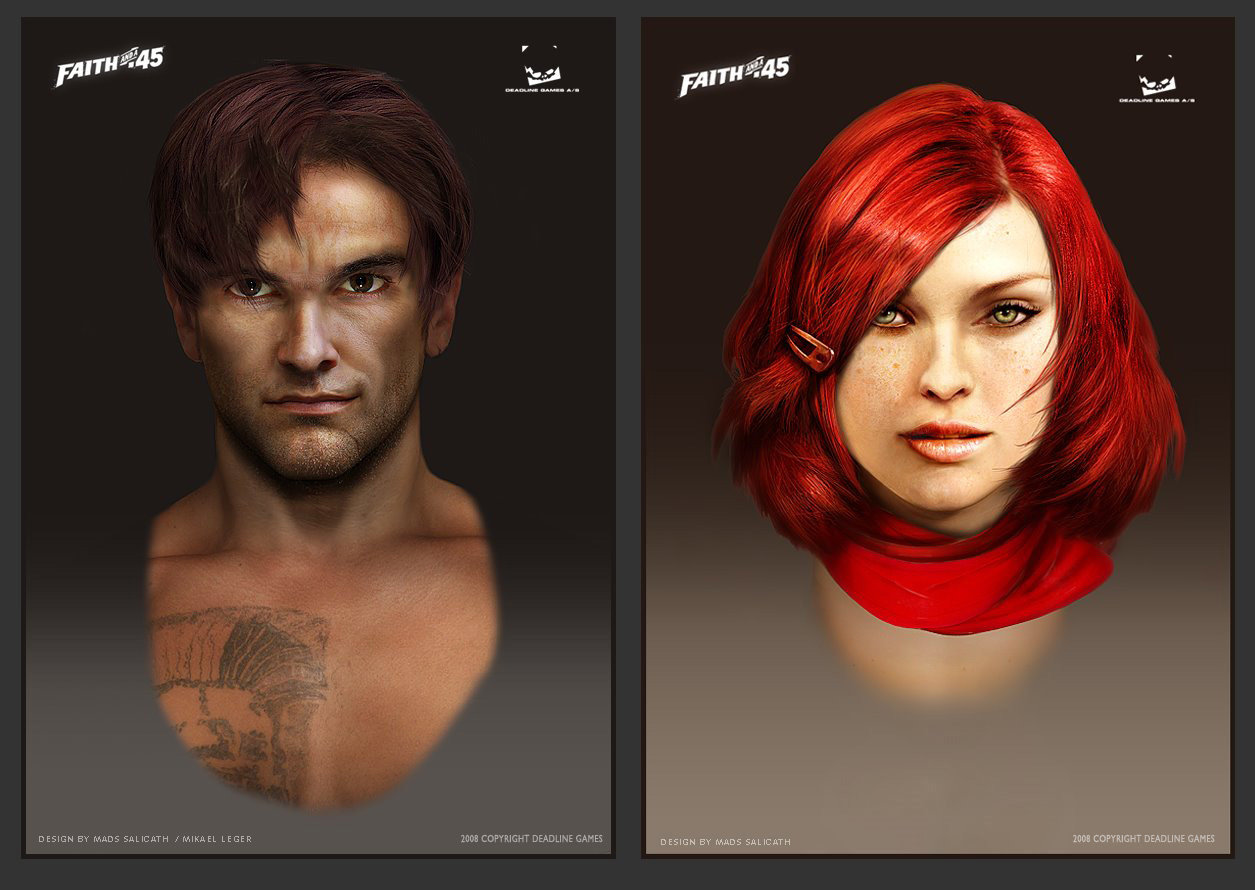 FAITH AND A .45
DEADLINE GAMES A/S
DESIGN BY MADS SALICATH / MIKAEL LEGER
2008 COPYRIGHT DEADLINE GAMES
FAITH AND A .45
DEADLINE GAMES A/S
DESIGN BY MADS SALICATH
2008 COPYRIGHT DEADLINE GAMES